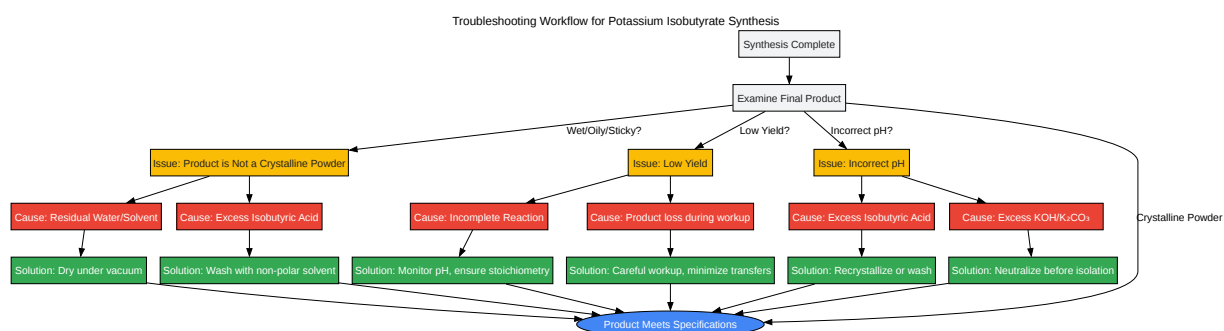 Troubleshooting Workflow for Potassium Isobutyrate Synthesis
Synthesis Complete
Examine Final Product
Wet/Oily/Sticky?
Low Yield?
Incorrect pH?
Issue: Product is Not a Crystalline Powder
Issue: Low Yield
Issue: Incorrect pH
Cause: Residual Water/Solvent
Cause: Excess Isobutyric Acid
Cause: Incomplete Reaction
Cause: Product loss during workup
Cause: Excess Isobutyric Acid
Cause: Excess KOH/K₂CO₃
Crystalline Powder
Solution: Dry under vacuum
Solution: Wash with non-polar solvent
Solution: Monitor pH, ensure stoichiometry
Solution: Careful workup, minimize transfers
Solution: Recrystallize or wash
Solution: Neutralize before isolation
Product Meets Specifications